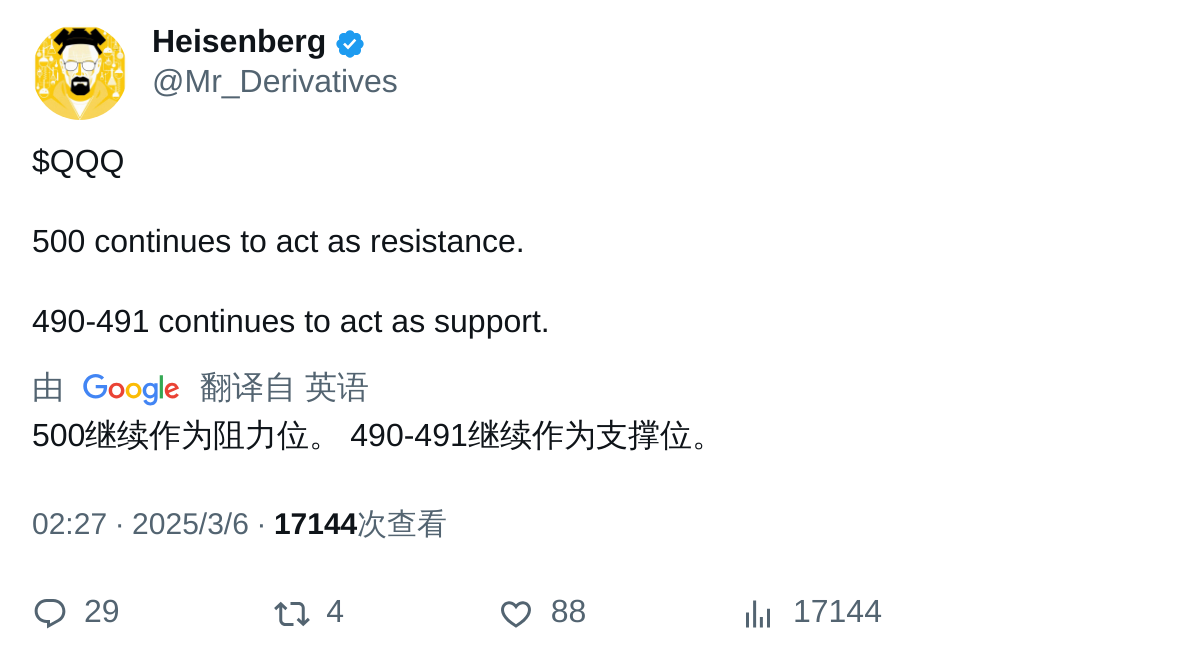 Heisenberg
@Mr_Derivatives
$QQQ
500 continues to act as resistance.
490-491 continues to act as support.
由 Google 翻译自 英语
500继续作为阻力位。 490-491继续作为支撑位。
02:27 · 2025/3/6 · 17144次查看
29 4 88 17144